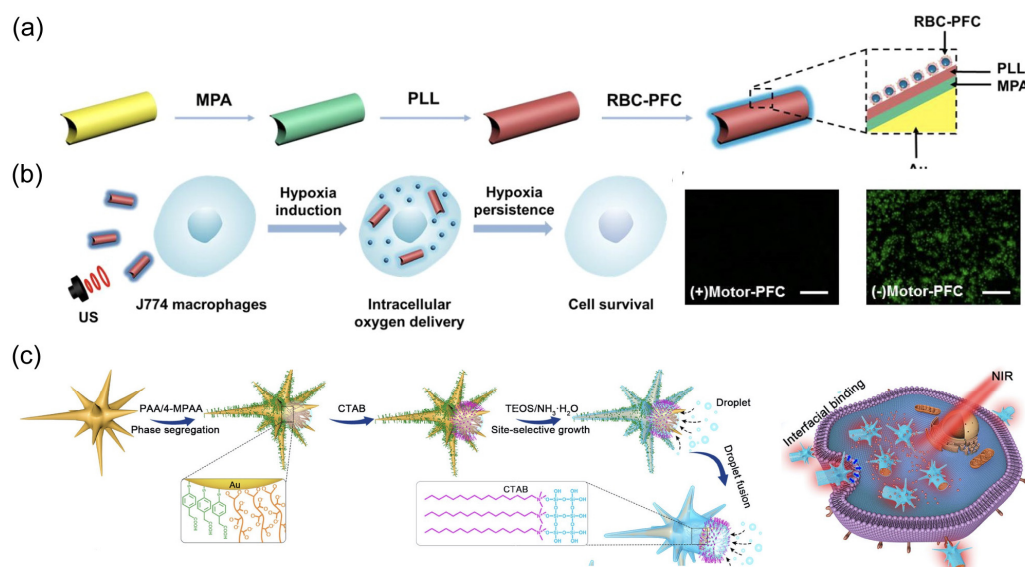 (a)
MPA
PLL
RBC-PFC
RBC-PFC
PLL
MPA
(b)
US
J774 macrophages
Hypoxia
induction
Intracellular
oxygen delivery
Hypoxia
persistence
Cell survival
(+)Motor-PFC
(-)Motor-PFC
(c)
PAA/4-MPAA
Phase segregation
Au
CTAB
TEOS/NH₃·H₂O
Site-selective growth
Droplet
Droplet fusion
CTAB
Interfacial binding
NIR